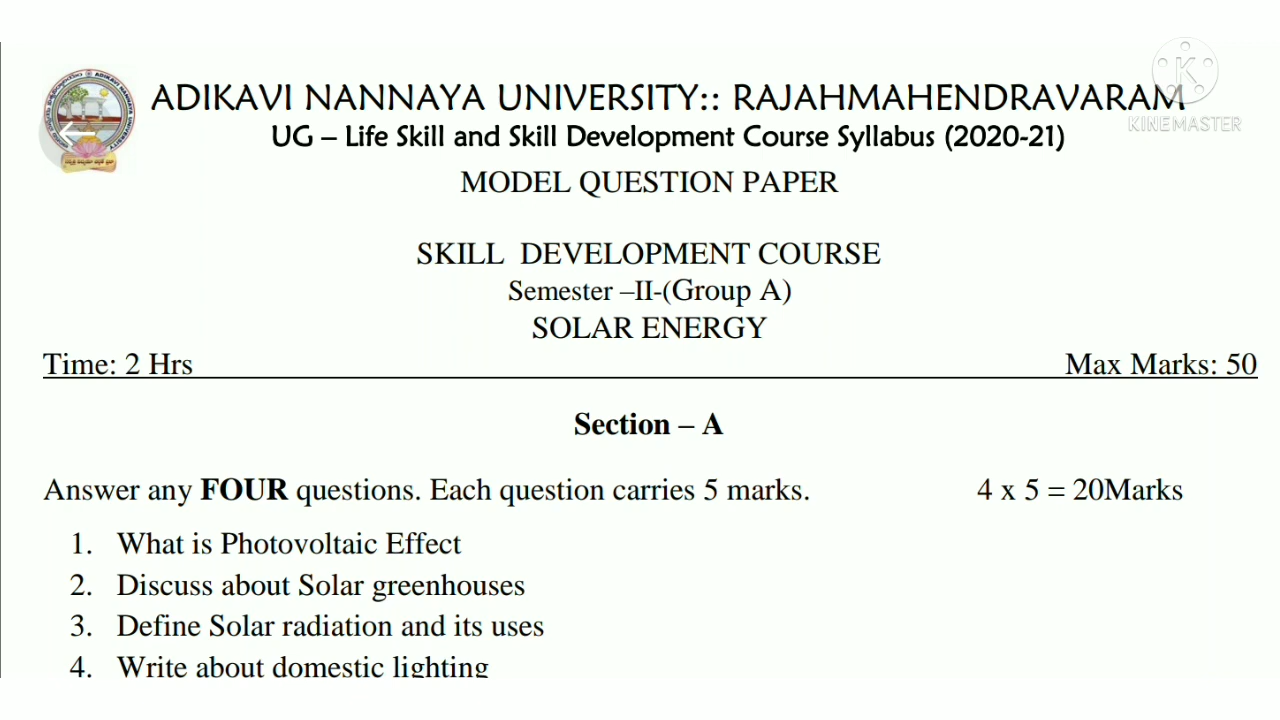 ADIKAVI NANNAYA UNIVERSITY:: RAJAHMAHENDRAVARAM
UG – Life Skill and Skill Development Course Syllabus (2020-21)
KINEMASTER
MODEL QUESTION PAPER
SKILL DEVELOPMENT COURSE
Semester –II-(Group A)
SOLAR ENERGY
Time: 2 Hrs Max Marks: 50
Section – A
Answer any FOUR questions. Each question carries 5 marks. 4 x 5 = 20Marks
1. What is Photovoltaic Effect
2. Discuss about Solar greenhouses
3. Define Solar radiation and its uses
4. Write about domestic lighting